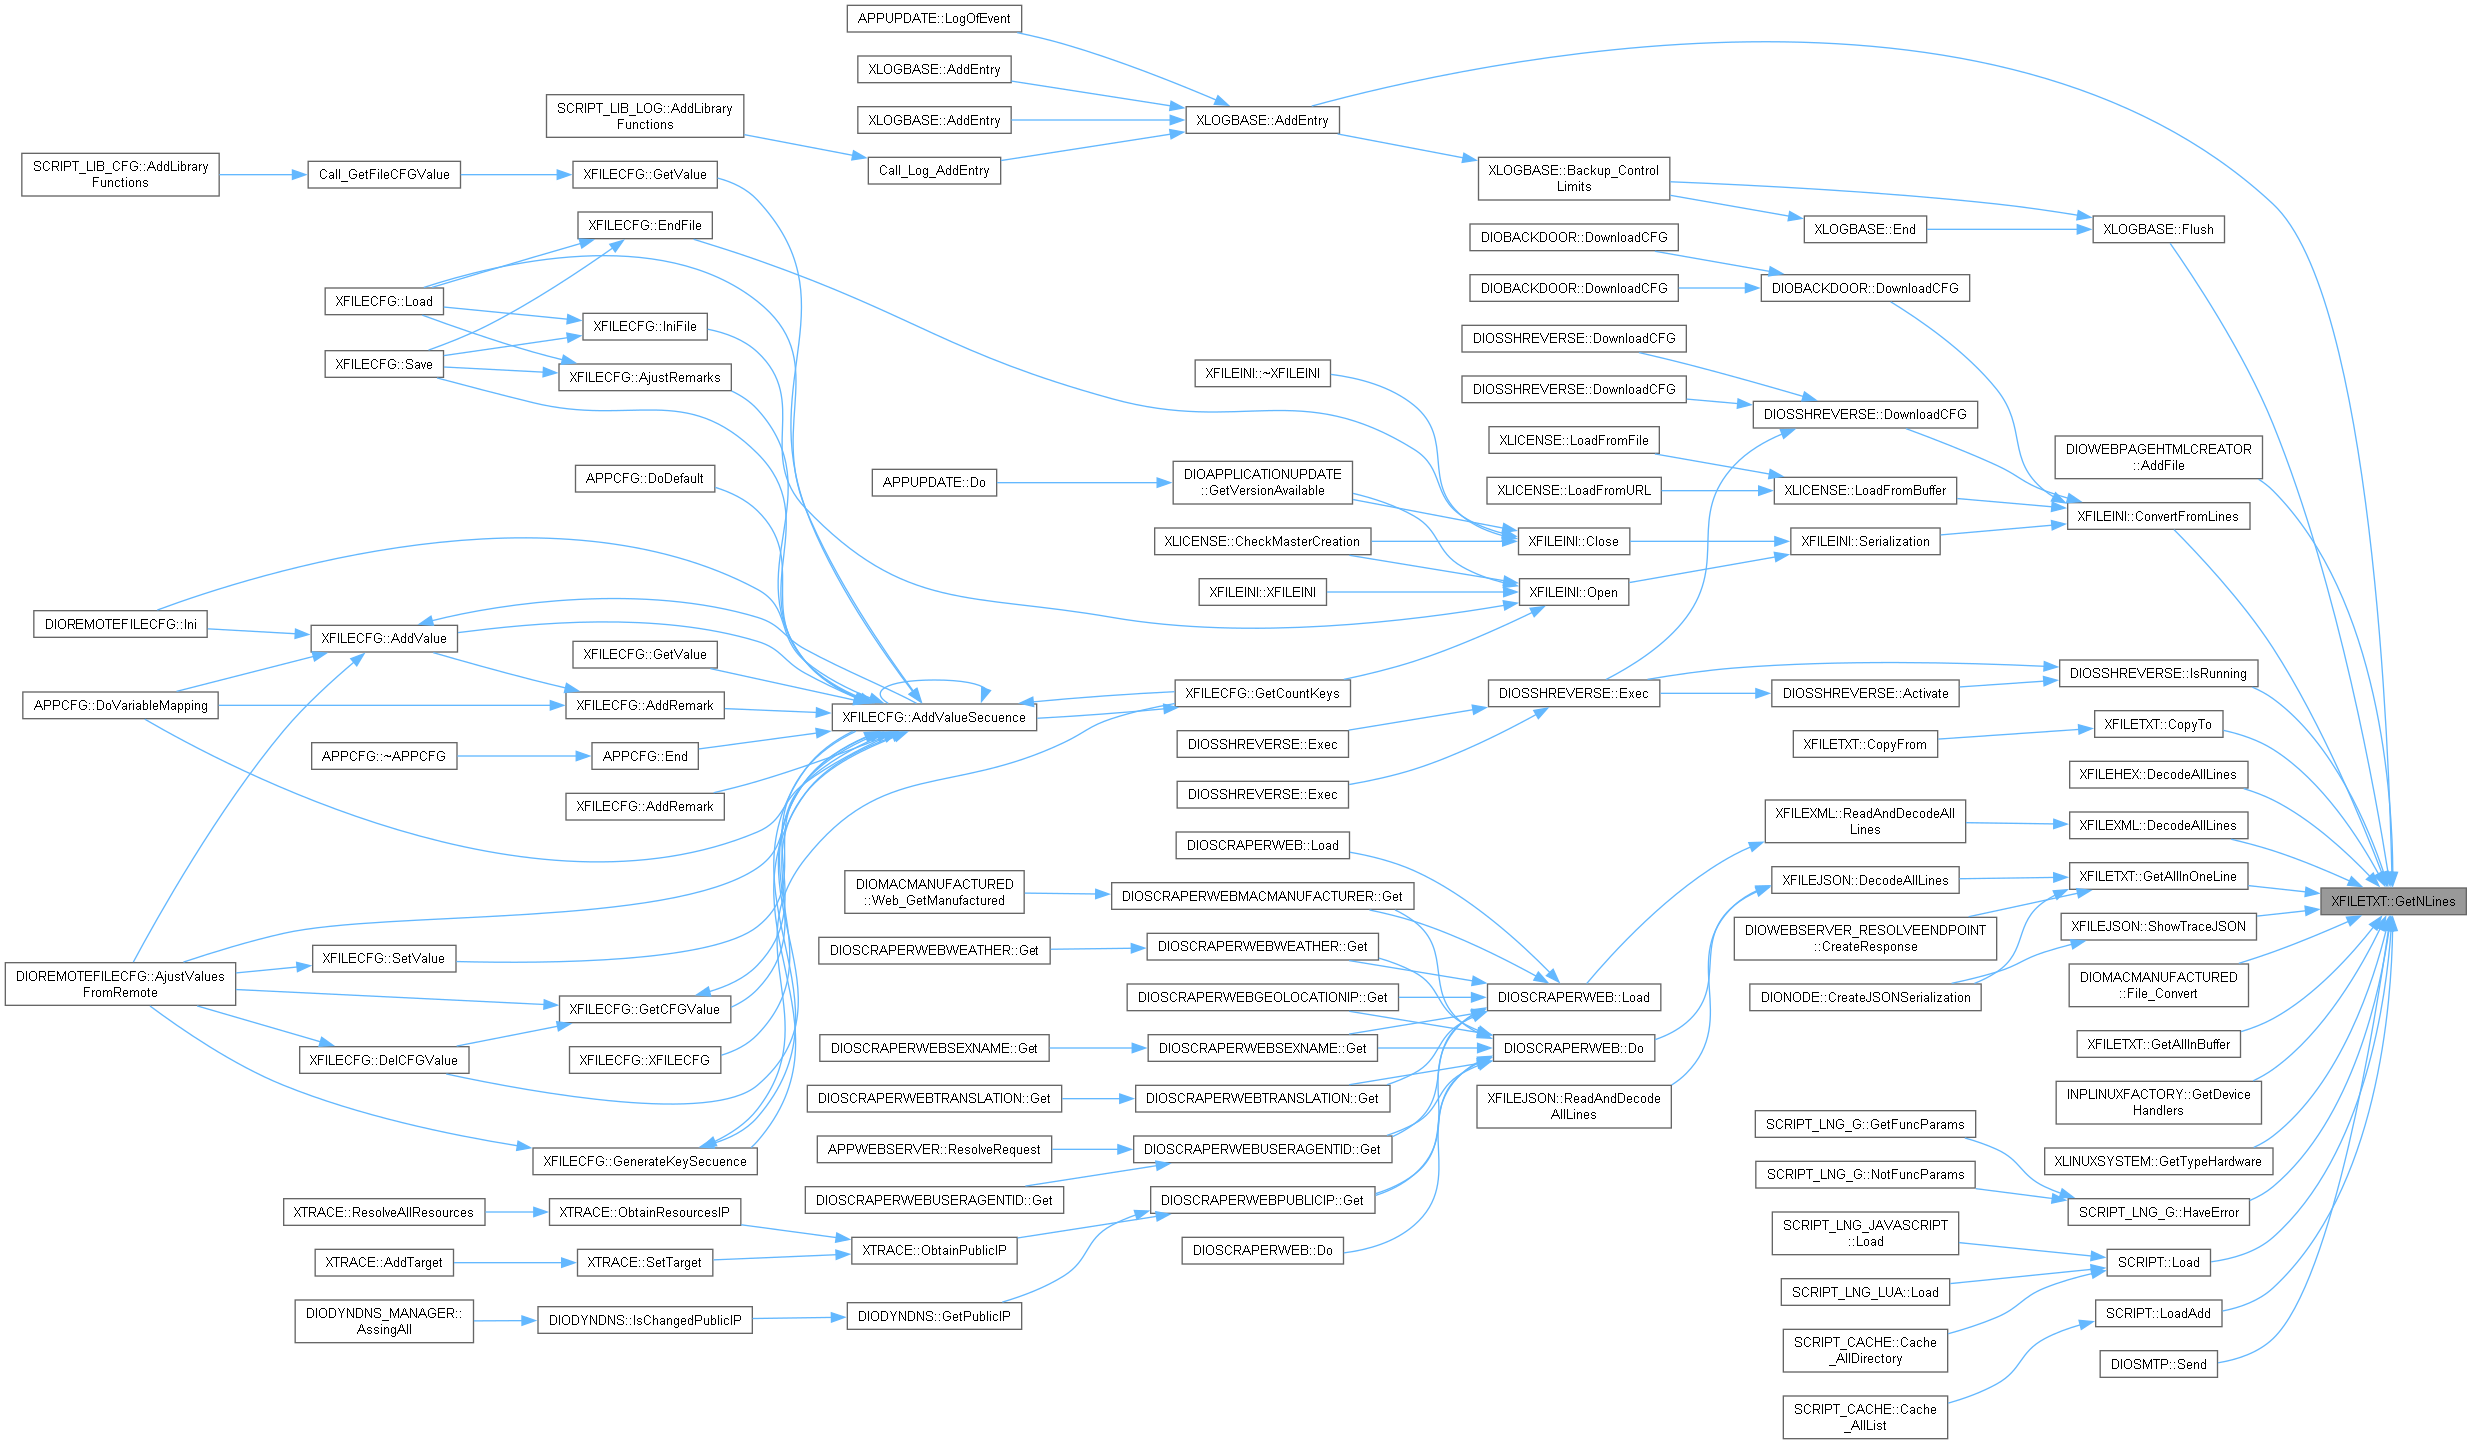 APPUPDATE::LogOfEvent
XLOGBASE::AddEntry
SCRIPT_LIB_LOG::AddLibrary
Functions
XLOGBASE::AddEntry
XLOGBASE::AddEntry
SCRIPT_LIB_CFG::AddLibrary
Functions
Call_GetFileCFGValue
XFILECFG::GetValue
Call_Log_AddEntry
XLOGBASE::Backup_Control
Limits
XFILECFG::EndFile
XLOGBASE::End
XLOGBASE::Flush
DIOBACKDOOR::DownloadCFG
DIOBACKDOOR::DownloadCFG
DIOBACKDOOR::DownloadCFG
XFILECFG::Load
XFILECFG::IniFile
DIOSSHREVERSE::DownloadCFG
XFILECFG::Save
XFILECFG::AjustRemarks
XFILEINI::~XFILEINI
DIOSSHREVERSE::DownloadCFG
DIOSSHREVERSE::DownloadCFG
XLICENSE::LoadFromFile
DIOWEBPAGEHTMLCREATOR
::AddFile
APPCFG::DoDefault
APPUPDATE::Do
DIOAPPLICATIONUPDATE
::GetVersionAvailable
XLICENSE::LoadFromURL
XLICENSE::LoadFromBuffer
XFILEINI::ConvertFromLines
XLICENSE::CheckMasterCreation
XFILEINI::Close
XFILEINI::Serialization
XFILEINI::XFILEINI
XFILEINI::Open
DIOREMOTEFILECFG::Ini
XFILECFG::AddValue
XFILECFG::GetValue
DIOSSHREVERSE::IsRunning
APPCFG::DoVariableMapping
XFILECFG::AddRemark
XFILECFG::AddValueSecuence
XFILECFG::GetCountKeys
DIOSSHREVERSE::Exec
DIOSSHREVERSE::Activate
XFILETXT::CopyTo
APPCFG::~APPCFG
APPCFG::End
DIOSSHREVERSE::Exec
XFILETXT::CopyFrom
XFILEHEX::DecodeAllLines
XFILECFG::AddRemark
DIOSSHREVERSE::Exec
XFILEXML::ReadAndDecodeAll
Lines
XFILEXML::DecodeAllLines
DIOSCRAPERWEB::Load
XFILEJSON::DecodeAllLines
XFILETXT::GetAllInOneLine
DIOMACMANUFACTURED
::Web_GetManufactured
DIOSCRAPERWEBMACMANUFACTURER::Get
XFILETXT::GetNLines
DIOWEBSERVER_RESOLVEENDPOINT
::CreateResponse
XFILEJSON::ShowTraceJSON
DIOSCRAPERWEBWEATHER::Get
DIOSCRAPERWEBWEATHER::Get
XFILECFG::SetValue
DIOREMOTEFILECFG::AjustValues
FromRemote
DIOMACMANUFACTURED
::File_Convert
DIOSCRAPERWEBGEOLOCATIONIP::Get
DIOSCRAPERWEB::Load
DIONODE::CreateJSONSerialization
XFILECFG::GetCFGValue
XFILECFG::DelCFGValue
XFILECFG::XFILECFG
DIOSCRAPERWEBSEXNAME::Get
DIOSCRAPERWEBSEXNAME::Get
DIOSCRAPERWEB::Do
XFILETXT::GetAllInBuffer
DIOSCRAPERWEBTRANSLATION::Get
DIOSCRAPERWEBTRANSLATION::Get
XFILEJSON::ReadAndDecode
AllLines
INPLINUXFACTORY::GetDevice
Handlers
SCRIPT_LNG_G::GetFuncParams
XFILECFG::GenerateKeySecuence
APPWEBSERVER::ResolveRequest
DIOSCRAPERWEBUSERAGENTID::Get
XLINUXSYSTEM::GetTypeHardware
SCRIPT_LNG_G::NotFuncParams
DIOSCRAPERWEBUSERAGENTID::Get
DIOSCRAPERWEBPUBLICIP::Get
SCRIPT_LNG_G::HaveError
XTRACE::ResolveAllResources
XTRACE::ObtainResourcesIP
SCRIPT_LNG_JAVASCRIPT
::Load
XTRACE::ObtainPublicIP
DIOSCRAPERWEB::Do
XTRACE::AddTarget
XTRACE::SetTarget
SCRIPT::Load
SCRIPT_LNG_LUA::Load
DIODYNDNS_MANAGER::
AssingAll
DIODYNDNS::IsChangedPublicIP
DIODYNDNS::GetPublicIP
SCRIPT::LoadAdd
SCRIPT_CACHE::Cache
_AllDirectory
DIOSMTP::Send
SCRIPT_CACHE::Cache
_AllList